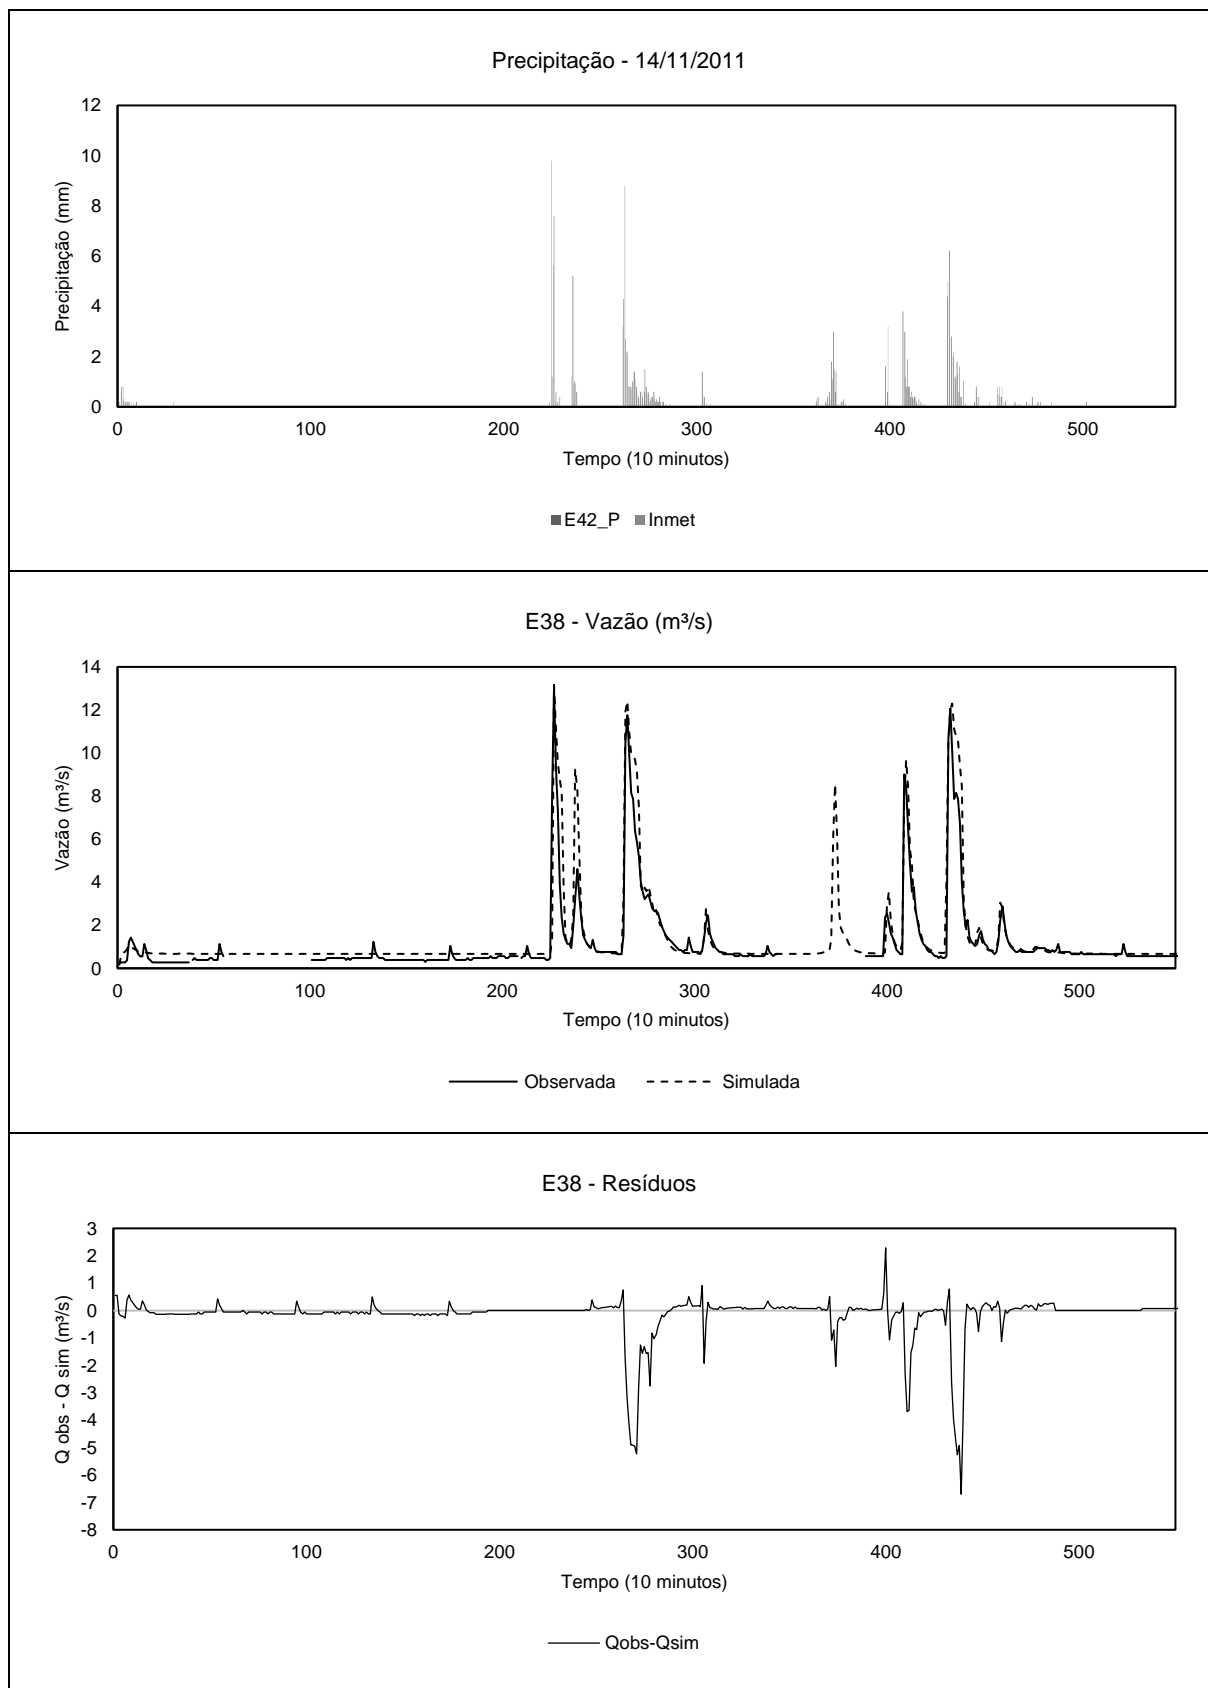 Precipitação - 14/11/2011
Precipitação (mm)
12
10
8
6
4
2
0
0 200 300 400 500
Tempo (10 minutos)
E42_P Inmet
E38 - Vazão (m³/s)
Vazão (m³/s)
14
12
10
8
6
4
2
0
0 100 200 300 400 500
Tempo (10 minutos)
Observada Simulada
E38 - Resíduos
Q obs - Q sim (m³/s)
3
2
1
0
-1
-2
-3
-4
-5
-6
-7
-8
0 100 200 300 400 500
Tempo (10 minutos)
Qobs-Qsim